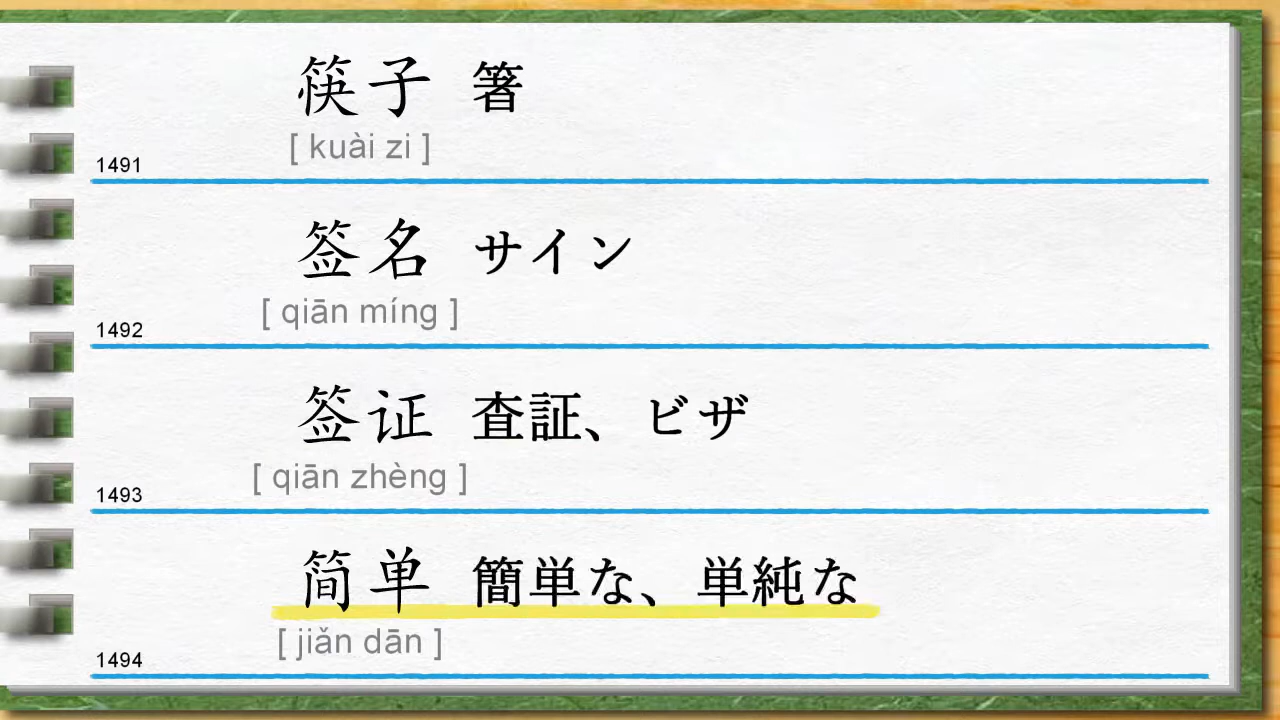 筷子 箸
[ kuài zi ]
1491
签名 サイン
[ qiān míng ]
1492
签证 査証、ビザ
[ qiān zhèng ]
1493
简单 簡単な、単純な
[ jiǎn dān ]
1494